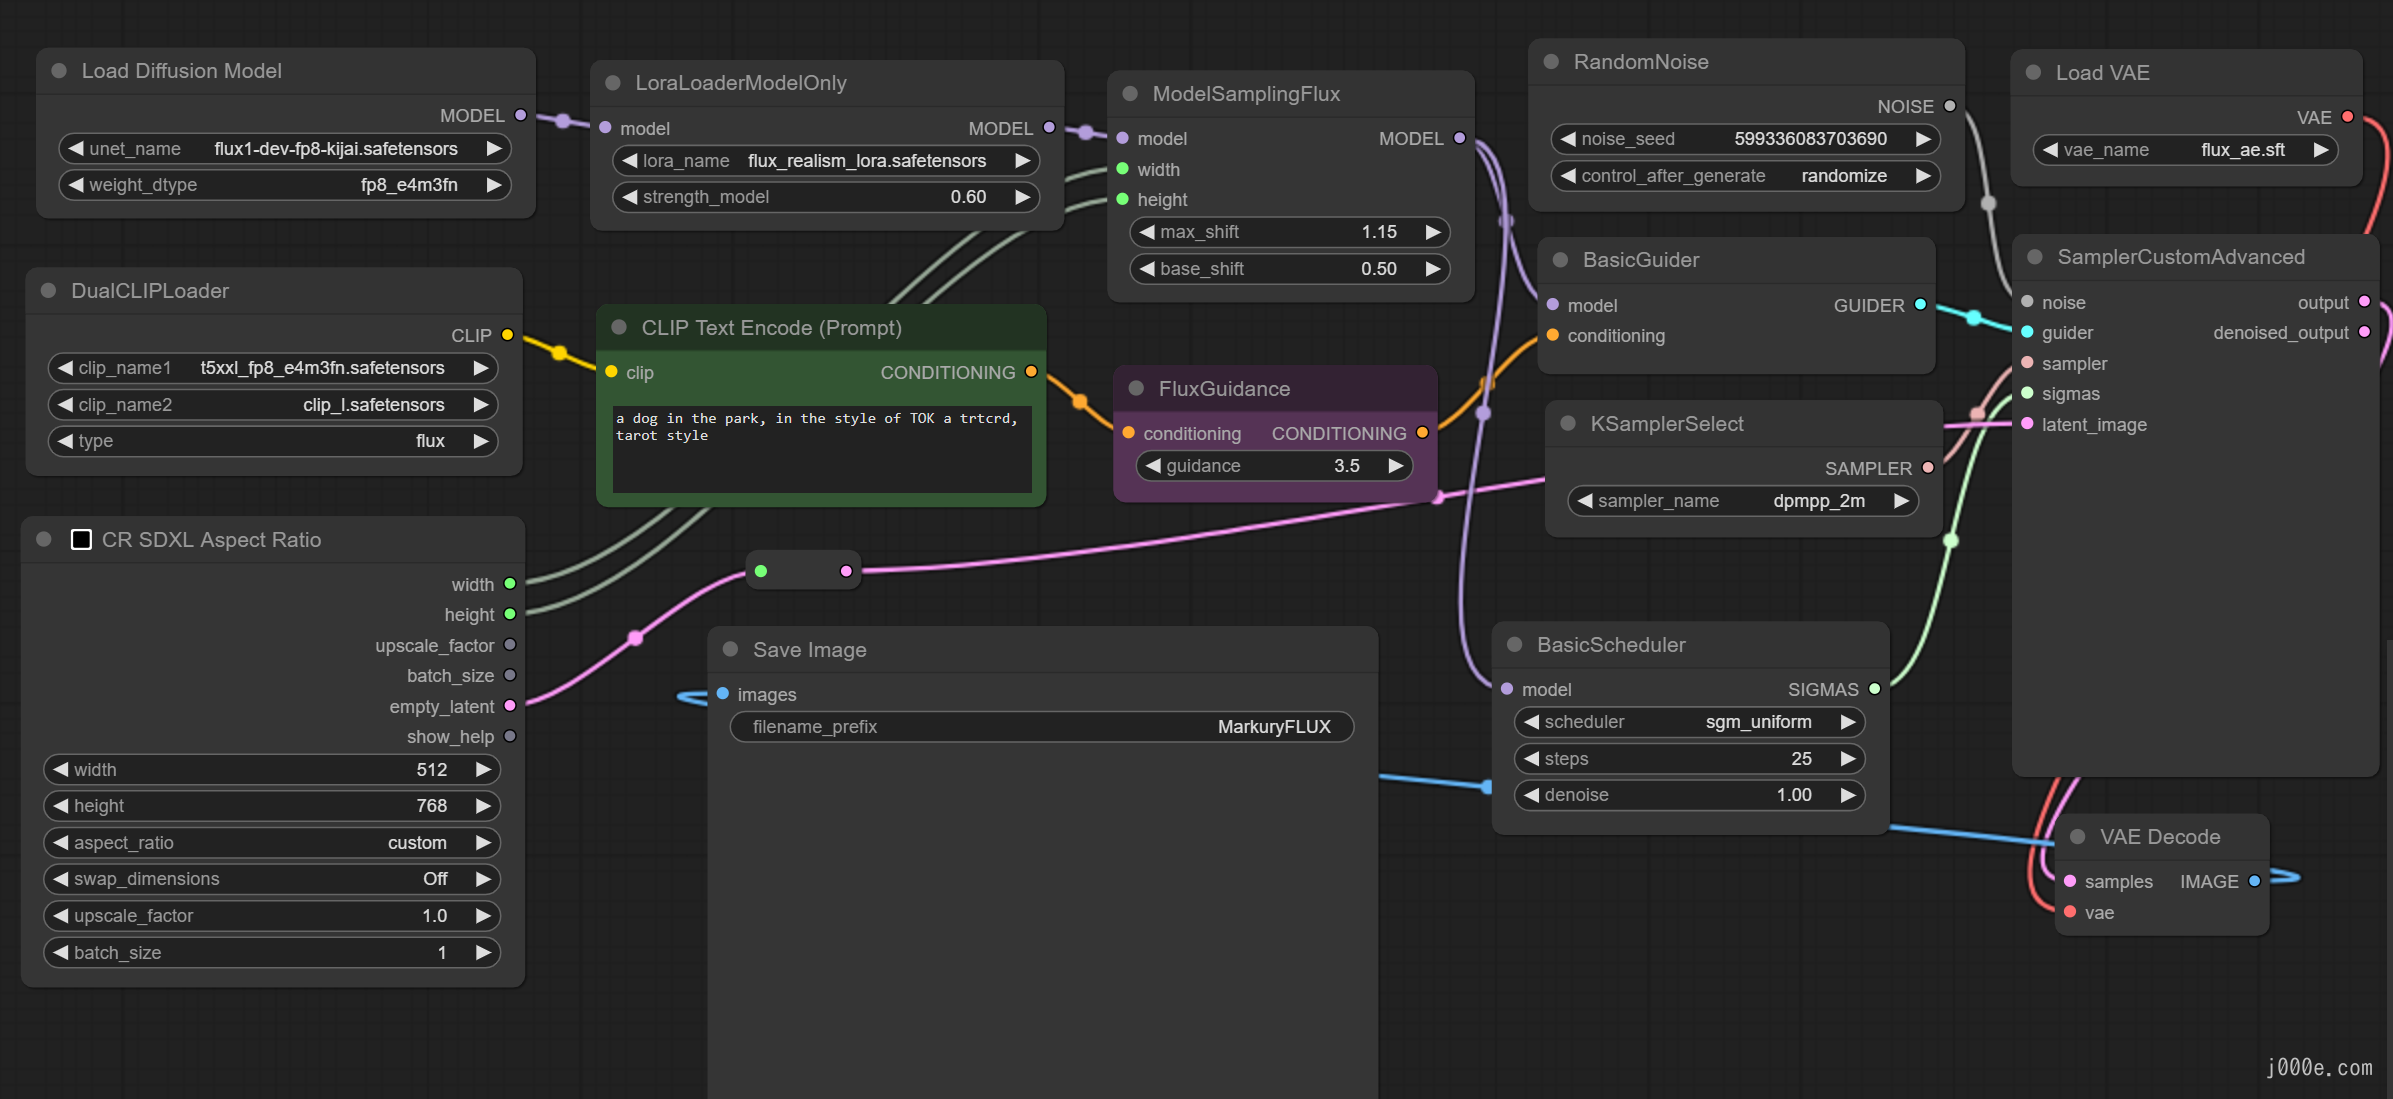 Load Diffusion Model
MODEL
unet_name flux1-dev-fp8-kijai.safetensors
weight_dtype fp8_e4m3fn
LoraLoaderModelOnly
model MODEL
lora_name flux_realism_lora.safetensors
strength_model 0.60
ModelSamplingFlux
model MODEL
width
height
max_shift 1.15
base_shift 0.50
RandomNoise
NOISE
noise_seed 599336083703690
control_after_generate randomize
Load VAE
VAE
vae_name flux_ae.sft
DualCLIPLoader
CLIP
clip_name1 t5xxl_fp8_e4m3fn.safetensors
clip_name2 clip_l.safetensors
type flux
CLIP Text Encode (Prompt)
clip CONDITIONING
a dog in the park, in the style of TOK a trtcrd,
tarot style
FluxGuidance
conditioning CONDITIONING
guidance 3.5
BasicGuider
model GUIDER
conditioning
KSamplerSelect
SAMPLER
sampler_name dpmpp_2m
SamplerCustomAdvanced
noise output
guider denoised_output
sampler
sigmas
latent_image
CR SDXL Aspect Ratio
width
height
upscale_factor
batch_size
empty_latent
show_help
width 512
height 768
aspect_ratio custom
swap_dimensions Off
upscale_factor 1.0
batch_size 1
Save Image
images
filename_prefix MarkuryFLUX
BasicScheduler
model SIGMAS
scheduler sgm_uniform
steps 25
denoise 1.00
VAE Decode
samples IMAGE
vae
j000e.com